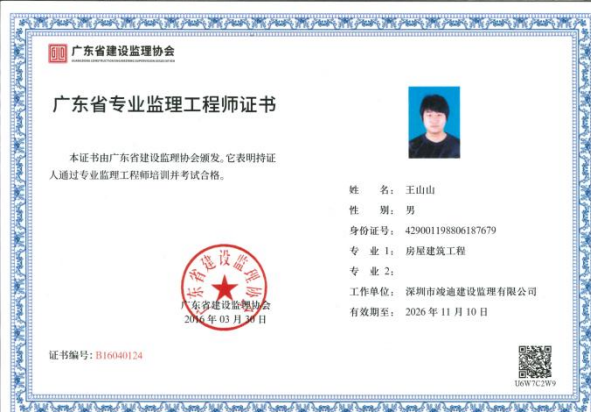 广东省建设监理协会
GUANGDONG CONSTRUCTION ENGINEERING SUPERVISION ASSOCIATION
广东省专业监理工程师证书
本证书由广东省建设监理协会颁发。它表明持证
人通过专业监理工程师培训并考试合格。
广东省建设监理协会
广东省建设监理协会
2016 年 03 月 30 日
证书编号：B16040124
姓 名： 王山山
性 别： 男
身份证号： 429001198806187679
专 业 1： 房屋建筑工程
专 业 2：
工作单位： 深圳市竣迪建设监理有限公司
有效期至： 2026 年 11 月 10 日
U6W7C2W9